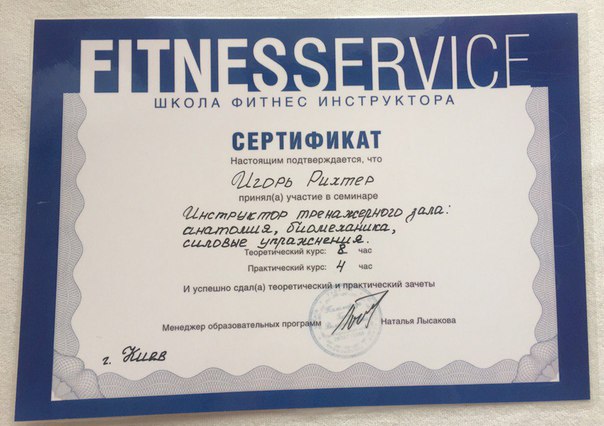 FITNESSERVICE
ШКОЛА ФИТНЕС ИНСТРУКТОРА
СЕРТИФИКАТ
Настоящим подтверждается, что
Игорь Рихтер
принял(а) участие в семинаре
Инструктор тренажерного зала:
анатомия, биомеханика,
силовые упражнения.
Теоретический курс: 8 час
Практический курс: 4 час
И успешно сдал(а) теоретический и практический зачеты
Менеджер образовательных программ Наталья Лысакова
г. Киев